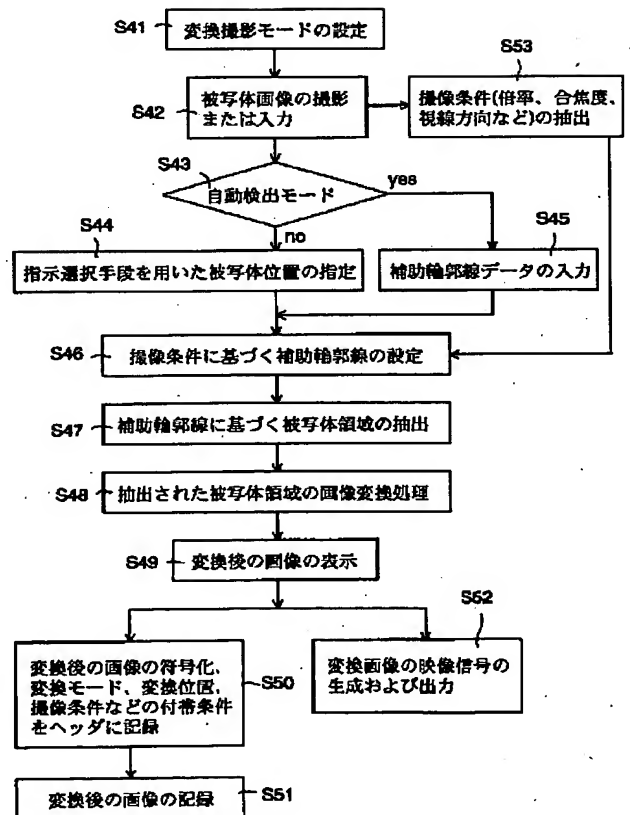 S41
変換撮影モードの設定
S53
S42
被写体画像の撮影
または入力
撮像条件(倍率、合焦度、
視線方向など)の抽出
S43
自動検出モード
yes
no
S44
指示選択手段を用いた被写体位置の指定
S45
補助輪郭線データの入力
S46
撮像条件に基づく補助輪郭線の設定
S47
補助輪郭線に基づく被写体領域の抽出
S48
抽出された被写体領域の画像変換処理
S49
変換後の画像の表示
S52
変換後の画像の符号化、
変換モード、変換位置、
撮像条件などの付帯条件
をヘッダに記録
S50
変換画像の映像信号の
生成および出力
変換後の画像の記録
S51